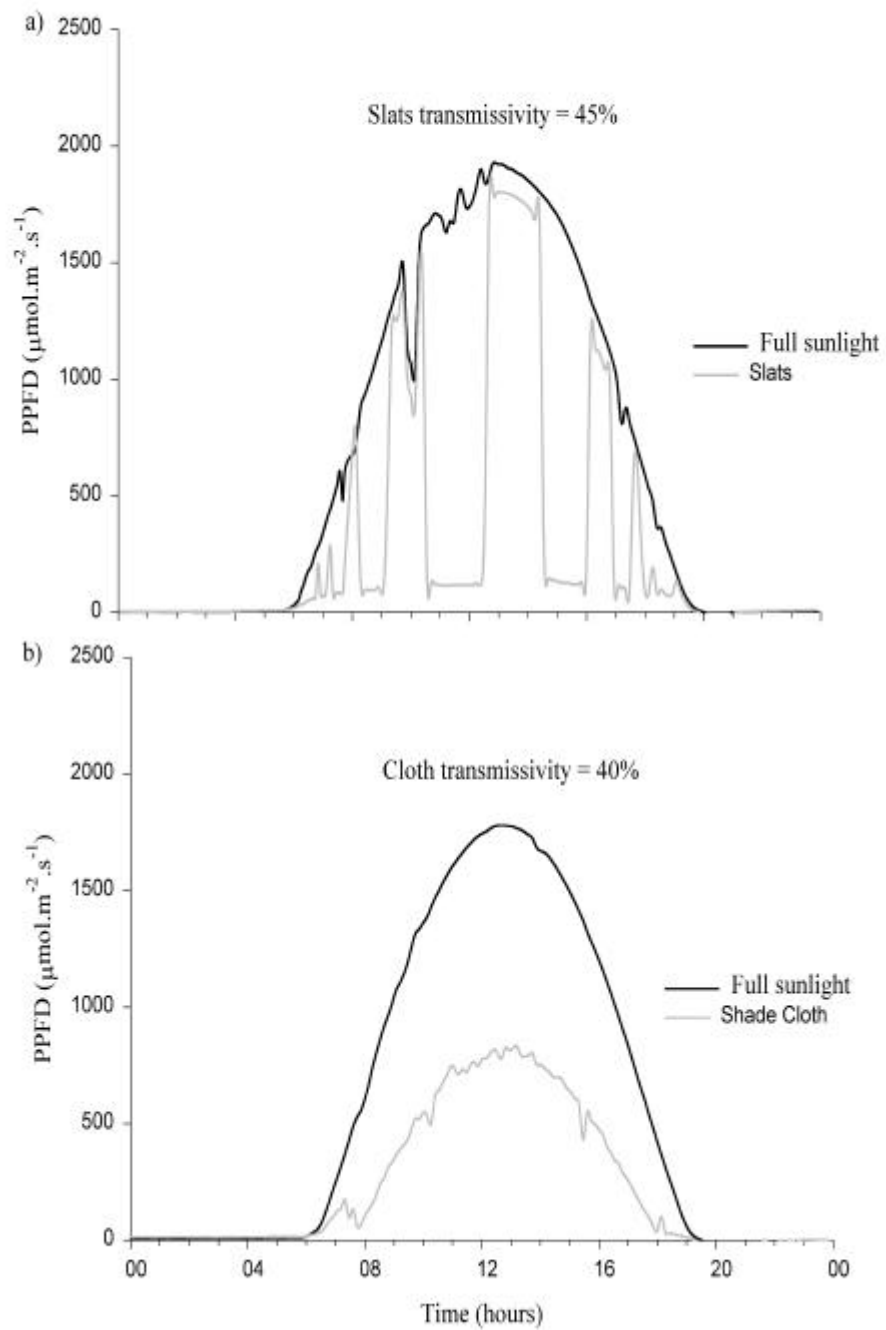 a)
2500
Slats transmissivity = 45%
2000
1500
Full sunlight
Slats
1000
500
0
PPFD (μmol.m-2.s-1)
b)
2500
Cloth transmissivity = 40%
2000
1500
Full sunlight
Shade Cloth
1000
500
0
PPFD (μmol.m-2.s-1)
00 04 08 12 16 20 00
Time (hours)